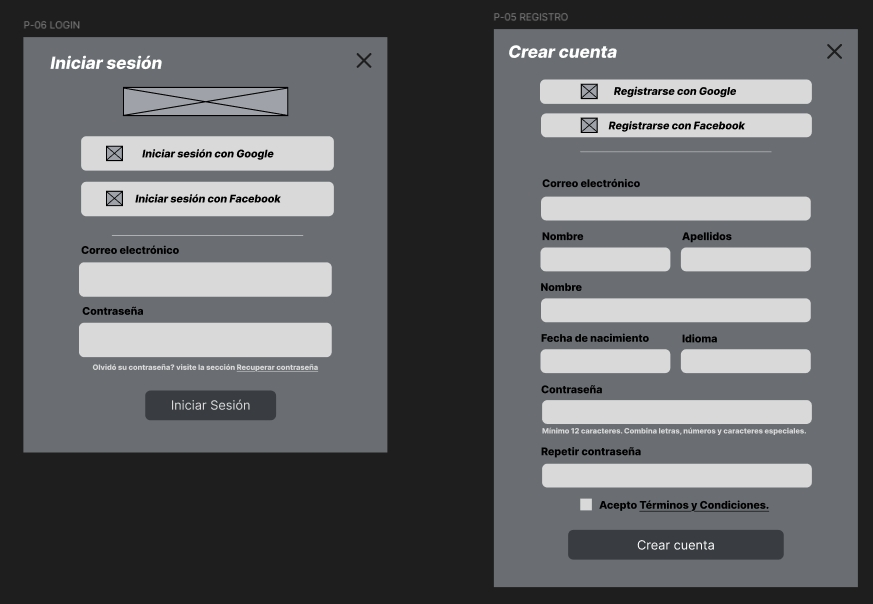 P-06 LOGIN
Iniciar sesión
Iniciar sesión con Google
Iniciar sesión con Facebook
Correo electrónico
Contraseña
Olvidó su contraseña? visite la sección Recuperar contraseña
Iniciar Sesión
P-05 REGISTRO
Crear cuenta
Registrarse con Google
Registrarse con Facebook
Correo electrónico
Nombre Apellidos
Nombre
Fecha de nacimiento Idioma
Contraseña
Mínimo 12 caracteres. Combina letras, números y caracteres especiales.
Repetir contraseña
Acepto Términos y Condiciones.
Crear cuenta